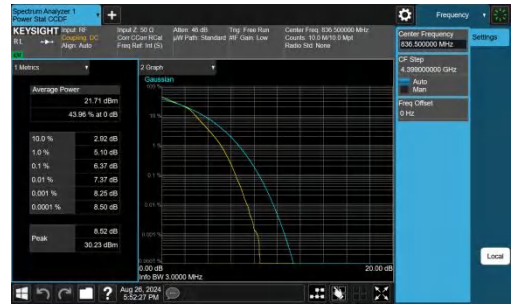 Spectrum Analyzer 1
Power Stat CCDF
Frequency
KEYSIGHT
Input: RF
Coupling: DC
Align: Auto
Input Z: 50 Ω
Corr CCorr RCal
Freq Ref: Int (S)
Atten: 46 dB
µW Path: Standard
Trig: Free Run
#IF Gain: Low
Center Freq: 836.500000 MHz
Counts: 10.0 M/10.0 Mpt
Radio Std: None
Center Frequency
836.500000 MHz
Settings
CF Step
4.399000000 GHz
Auto
Man
Freq Offset
0 Hz
1 Metrics
2 Graph
Gaussian
Average Power
21.71 dBm
43.96 % at 0 dB
10.0 % 2.92 dB
1.0 % 5.10 dB
0.1 % 6.37 dB
0.01 % 7.37 dB
0.001 % 8.25 dB
0.0001 % 8.50 dB
Peak
8.52 dB
30.23 dBm
100 %
10 %
1 %
0.1 %
0.01 %
0.001 %
0.0001 %
0.00 dB
20.00 dB
Info BW 3.0000 MHz
Local
Aug 26, 2024
5:52:27 PM